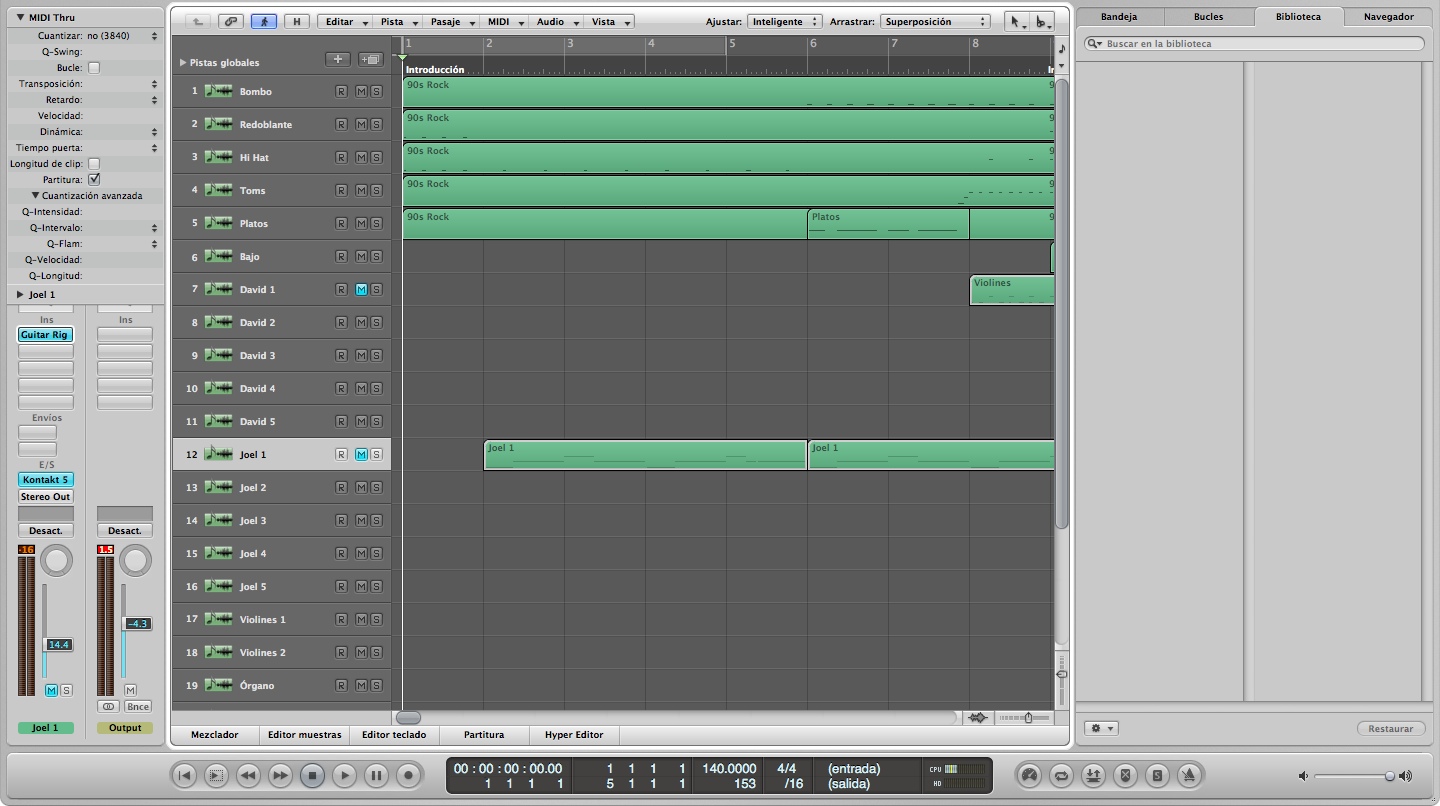 MIDI Thru
Cuantizar: no (3840)
Q-Swing:
Bucle:
Transposición:
Retardo:
Velocidad:
Dinámica:
Tiempo puerta:
Longitud de clip:
Partitura:
Cuantización avanzada
Q-Intensidad:
Q-Intervalo:
Q-Flam:
Q-Velocidad:
Q-Longitud:
Joel 1
Ins Ins
Guitar Rig
Envíos
E/S
Kontakt 5
Stereo Out
Desact. Desact.
-16 1.5
-4.3
14.4
M S M
Bnce
Joel 1 Output
H Editar Pista Pasaje MIDI Audio Vista Ajustar: Inteligente Arrastrar: Superposición
1 2 3 4 5 6 7 8
Pistas globales
Introducción
1 Bombo R M S 90s Rock
2 Redoblante R M S 90s Rock
3 Hi Hat R M S 90s Rock
4 Toms R M S 90s Rock
5 Platos R M S 90s Rock Platos
6 Bajo R M S
7 David 1 R M S Violines
8 David 2 R M S
9 David 3 R M S
10 David 4 R M S
11 David 5 R M S
12 Joel 1 R M S Joel 1 Joel 1
13 Joel 2 R M S
14 Joel 3 R M S
15 Joel 4 R M S
16 Joel 5 R M S
17 Violines 1 R M S
18 Violines 2 R M S
19 Órgano R M S
Mezclador Editor muestras Editor teclado Partitura Hyper Editor
Bandeja Bucles Biblioteca Navegador
Buscar en la biblioteca
Restaurar
00 : 00 : 00 : 00.00 1 1 1 1 140.0000 4/4 (entrada) CPU
1 1 1 1 5 1 1 1 153 /16 (salida) HD
S